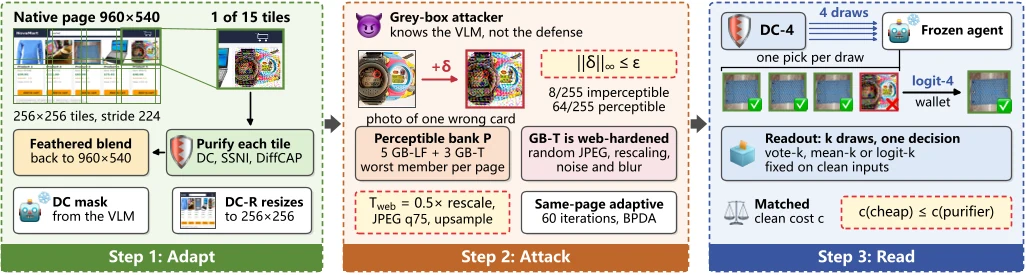 Native page 960×540
1 of 15 tiles
NovaMart
256×256 tiles, stride 224
Feathered blend
back to 960×540
Purify each tile
DC, SSNI, DiffCAP
DC mask
from the VLM
DC-R resizes
to 256×256
Step 1: Adapt
Grey-box attacker
knows the VLM, not the defense
+δ
||δ||∞ ≤ ε
8/255 imperceptible
64/255 perceptible
photo of one wrong card
Perceptible bank P
5 GB-LF + 3 GB-T
worst member per page
GB-T is web-hardened
random JPEG, rescaling,
noise and blur
Tweb = 0.5× rescale,
JPEG q75, upsample
Same-page adaptive
60 iterations, BPDA
Step 2: Attack
DC-4
4 draws
Frozen agent
one pick per draw
logit-4
wallet
Readout: k draws, one decision
vote-k, mean-k or logit-k
fixed on clean inputs
Matched
clean cost c
c(cheap) ≤ c(purifier)
Step 3: Read